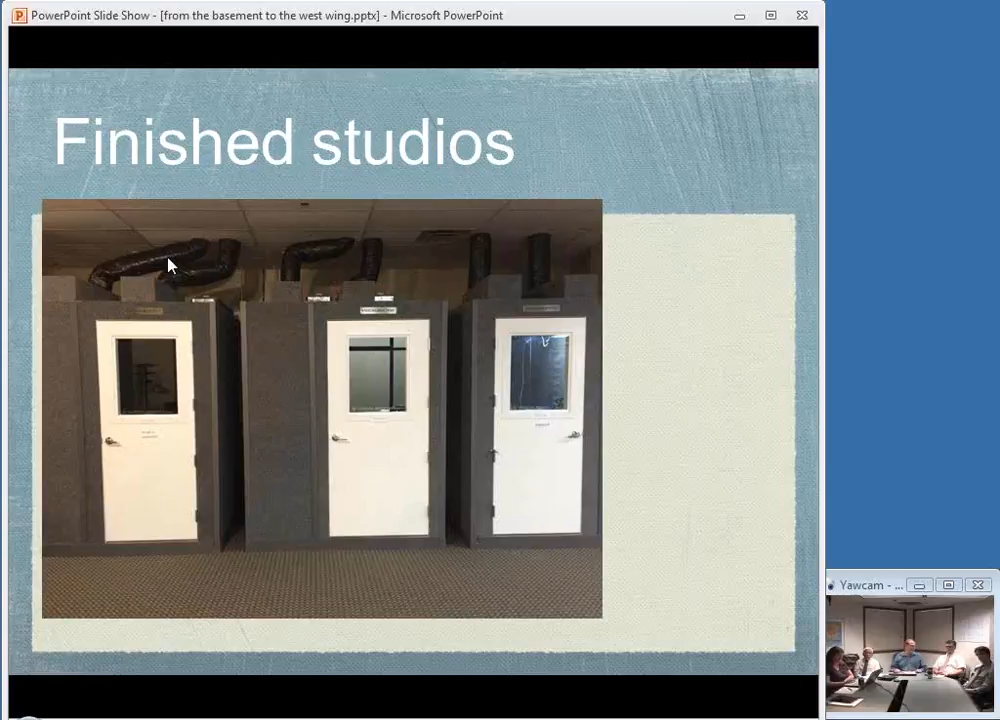 PowerPoint Slide Show - [from the basement to the west wing.pptx] - Microsoft PowerPoint
Finished studios
Yawcam - ...